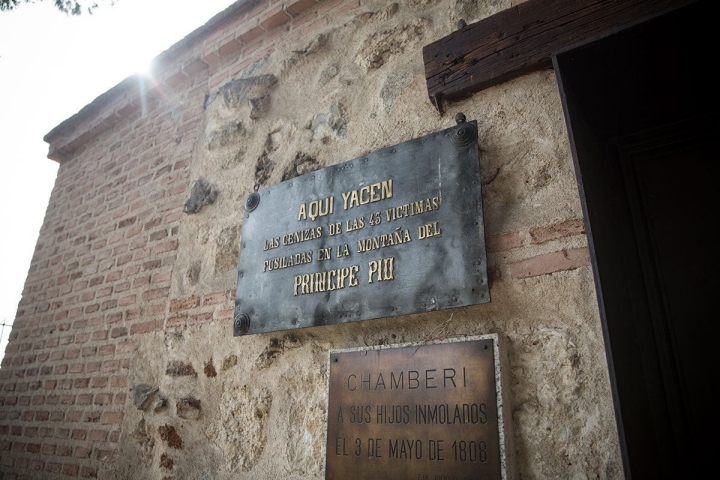 AQUI YACEN
LAS CENIZAS DE LAS 43 VICTIMAS
FUSILADAS EN LA MONTAÑA DEL
PRINCIPE PIO
CHAMBERI
A SUS HIJOS INMOLADOS
EL 3 DE MAYO DE 1808